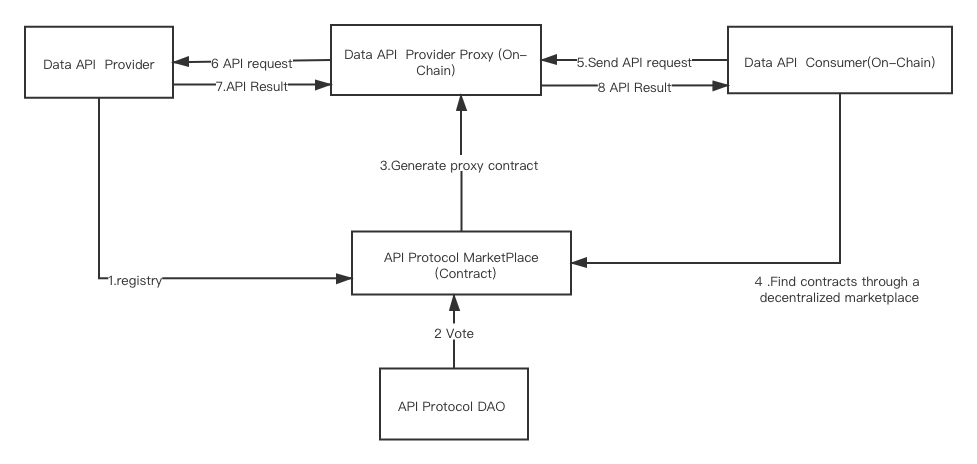 Data API  Provider
6 API request
7.API Result
Data API  Provider Proxy (On-
Chain)
5.Send API request
8 API Result
Data API  Consumer(On-Chain)
3.Generate proxy contract
1.registry
API Protocol MarketPlace
(Contract)
4 .Find contracts through a
decentralized marketplace
2 Vote
API Protocol DAO